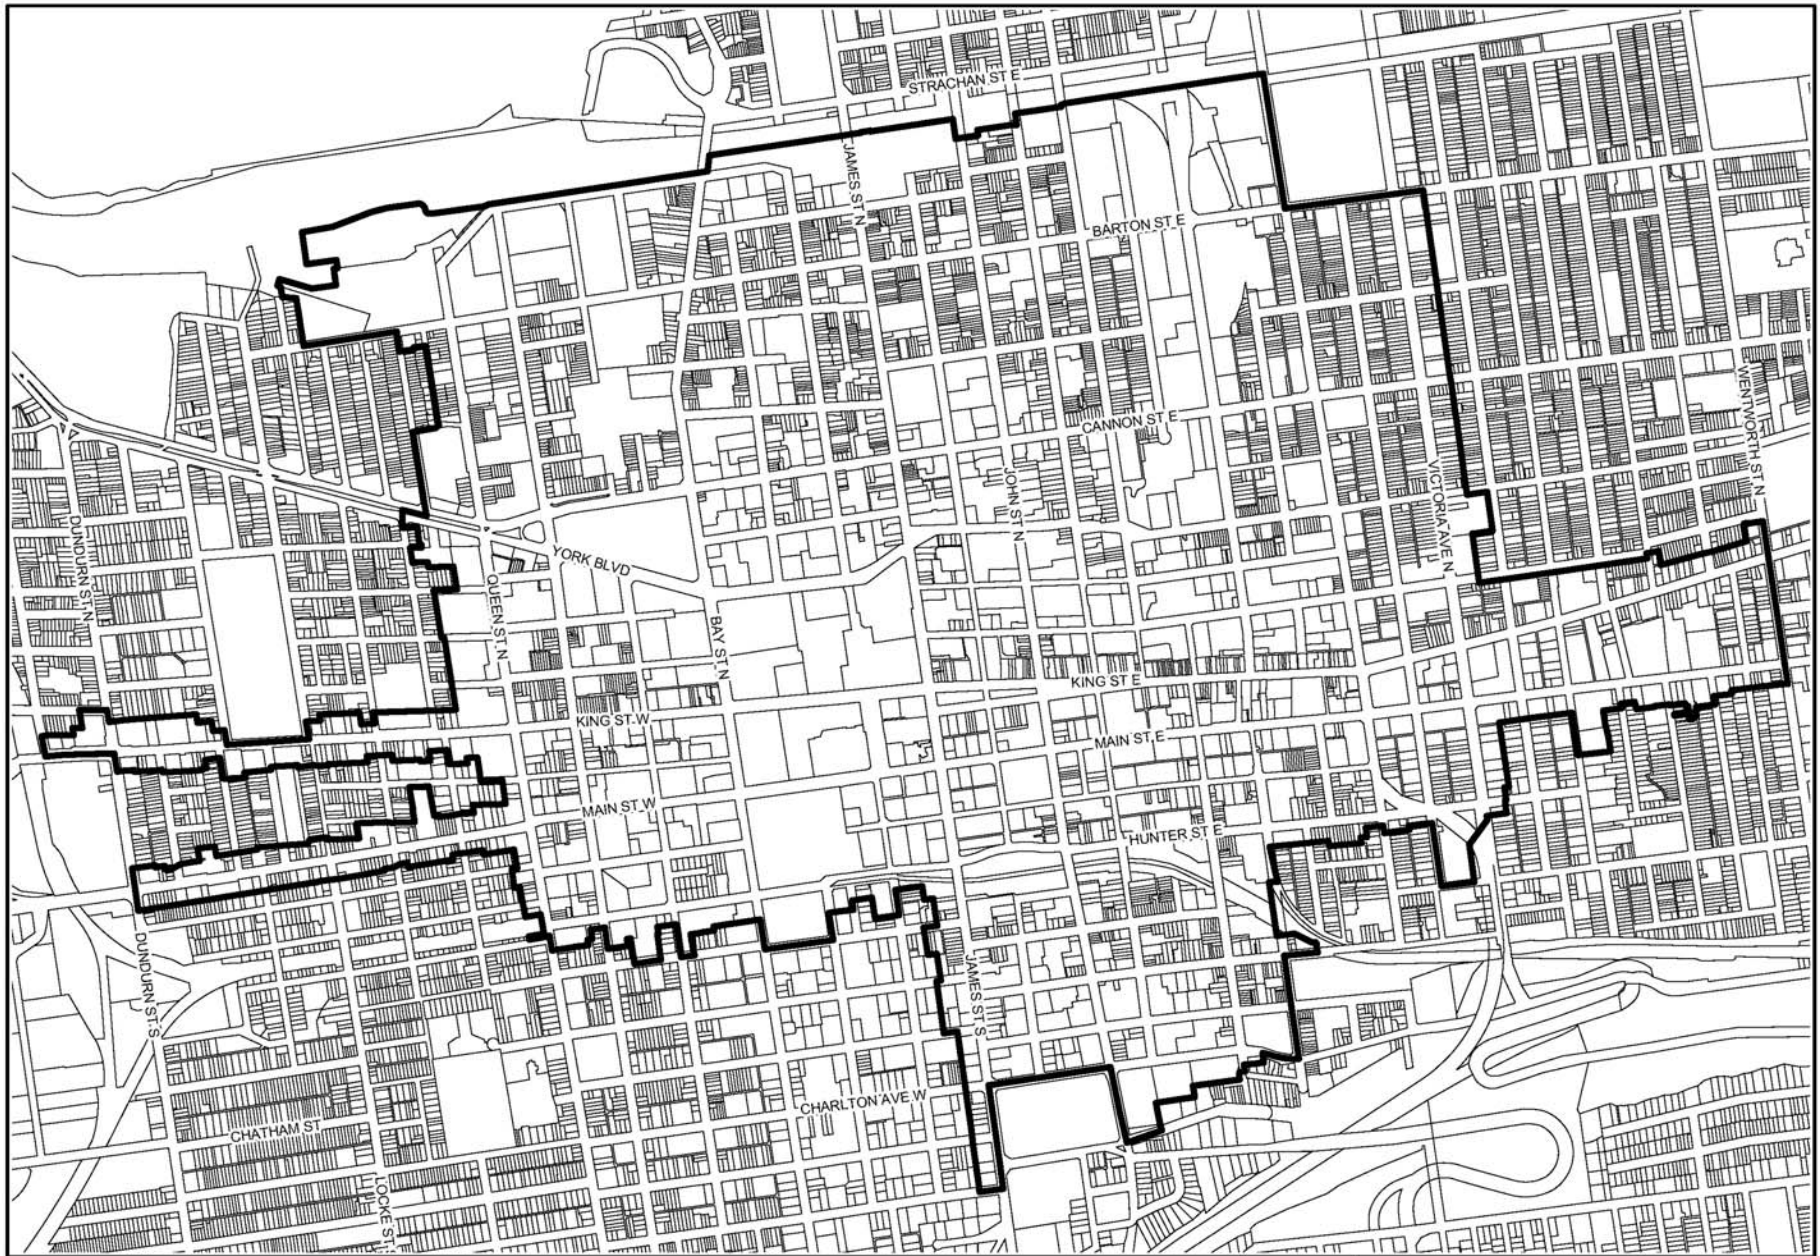 STRACHAN ST E
JAMES ST N
BARTON ST E
WENTWORTH ST N
CANNON ST E
JOHN ST N
VICTORIA AVE N
DUNDURN ST N
YORK BLVD
QUEEN ST N
BAY ST N
KING ST E
KING ST W
MAIN ST E
MAIN ST W
HUNTER ST E
DUNDURN ST S
JAMES ST S
CHARLTON AVE W
CHATHAM ST
LOCKE ST S